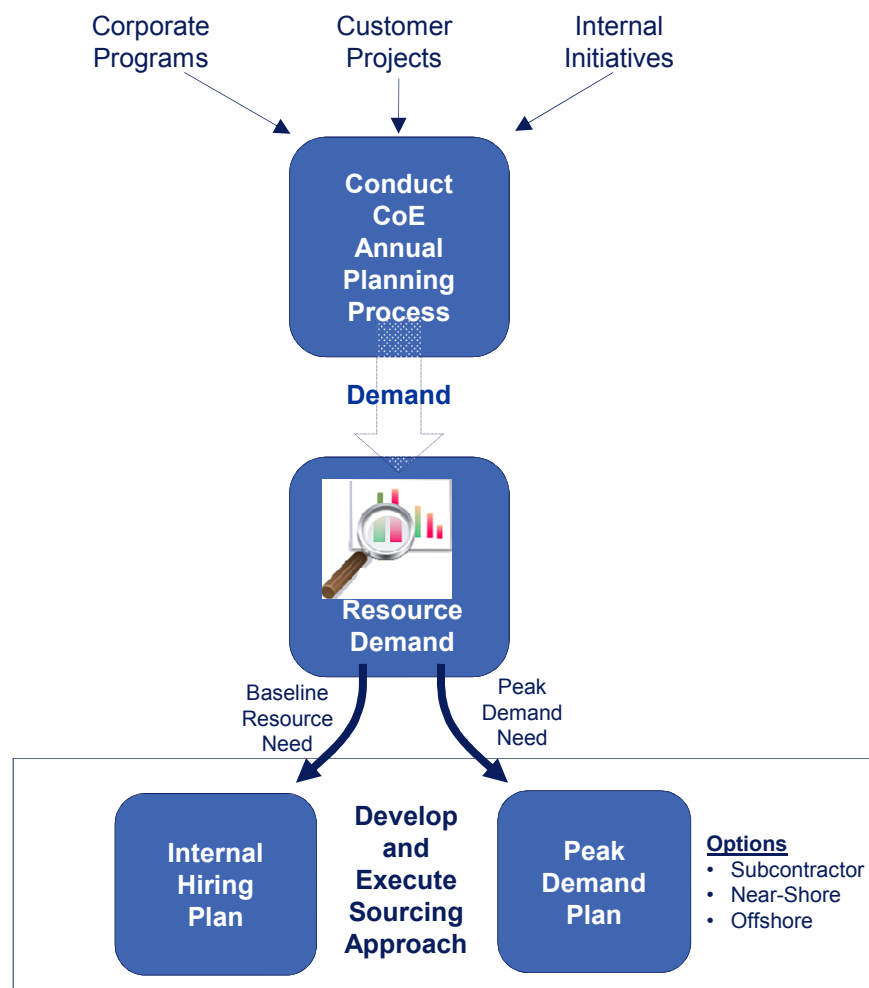 Corporate
Programs
Customer
Projects
Internal
Initiatives
Conduct
CoE
Annual
Planning
Process
Demand
Resource
Demand
Baseline
Resource
Need
Peak
Demand
Need
Internal
Hiring
Plan
Develop
and
Execute
Sourcing
Approach
Peak
Demand
Plan
Options
• Subcontractor
• Near-Shore
• Offshore